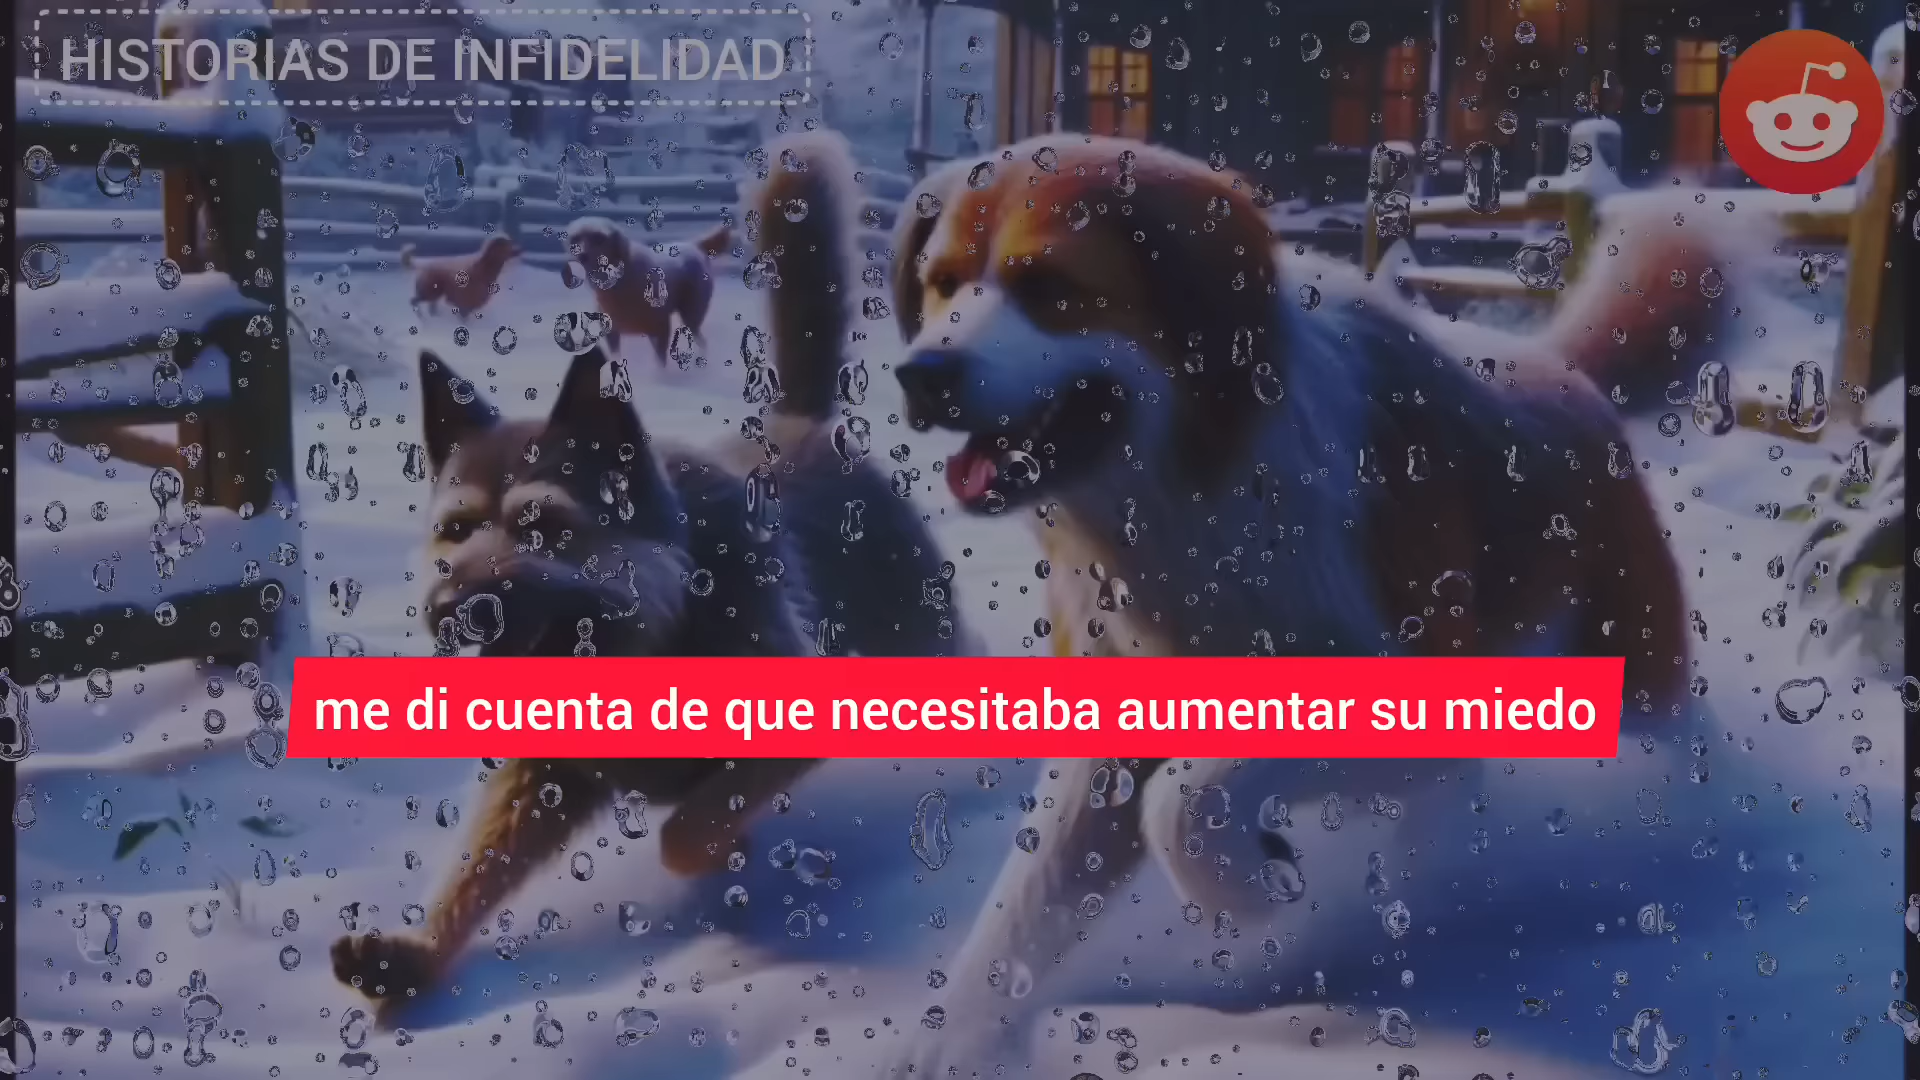 HISTORIAS DE INFIDELIDAD
me di cuenta de que necesitaba aumentar su miedo